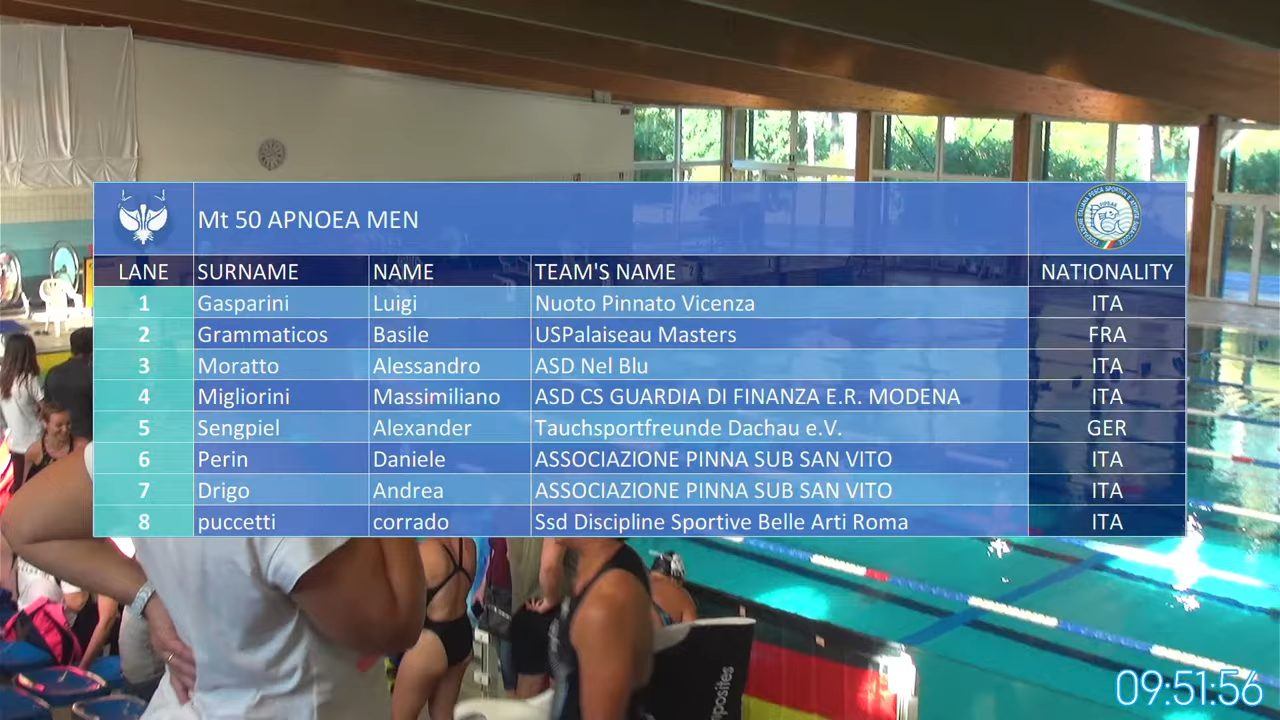 Mt 50 APNOEA MEN
LANE SURNAME NAME TEAM'S NAME NATIONALITY
1 Gasparini Luigi Nuoto Pinnato Vicenza ITA
2 Grammaticos Basile USPalaiseau Masters FRA
3 Moratto Alessandro ASD Nel Blu ITA
4 Migliorini Massimiliano ASD CS GUARDIA DI FINANZA E.R. MODENA ITA
5 Sengpiel Alexander Tauchsportfreunde Dachau e.V. GER
6 Perin Daniele ASSOCIAZIONE PINNA SUB SAN VITO ITA
7 Drigo Andrea ASSOCIAZIONE PINNA SUB SAN VITO ITA
8 puccetti corrado Ssd Discipline Sportive Belle Arti Roma ITA
09:51:56